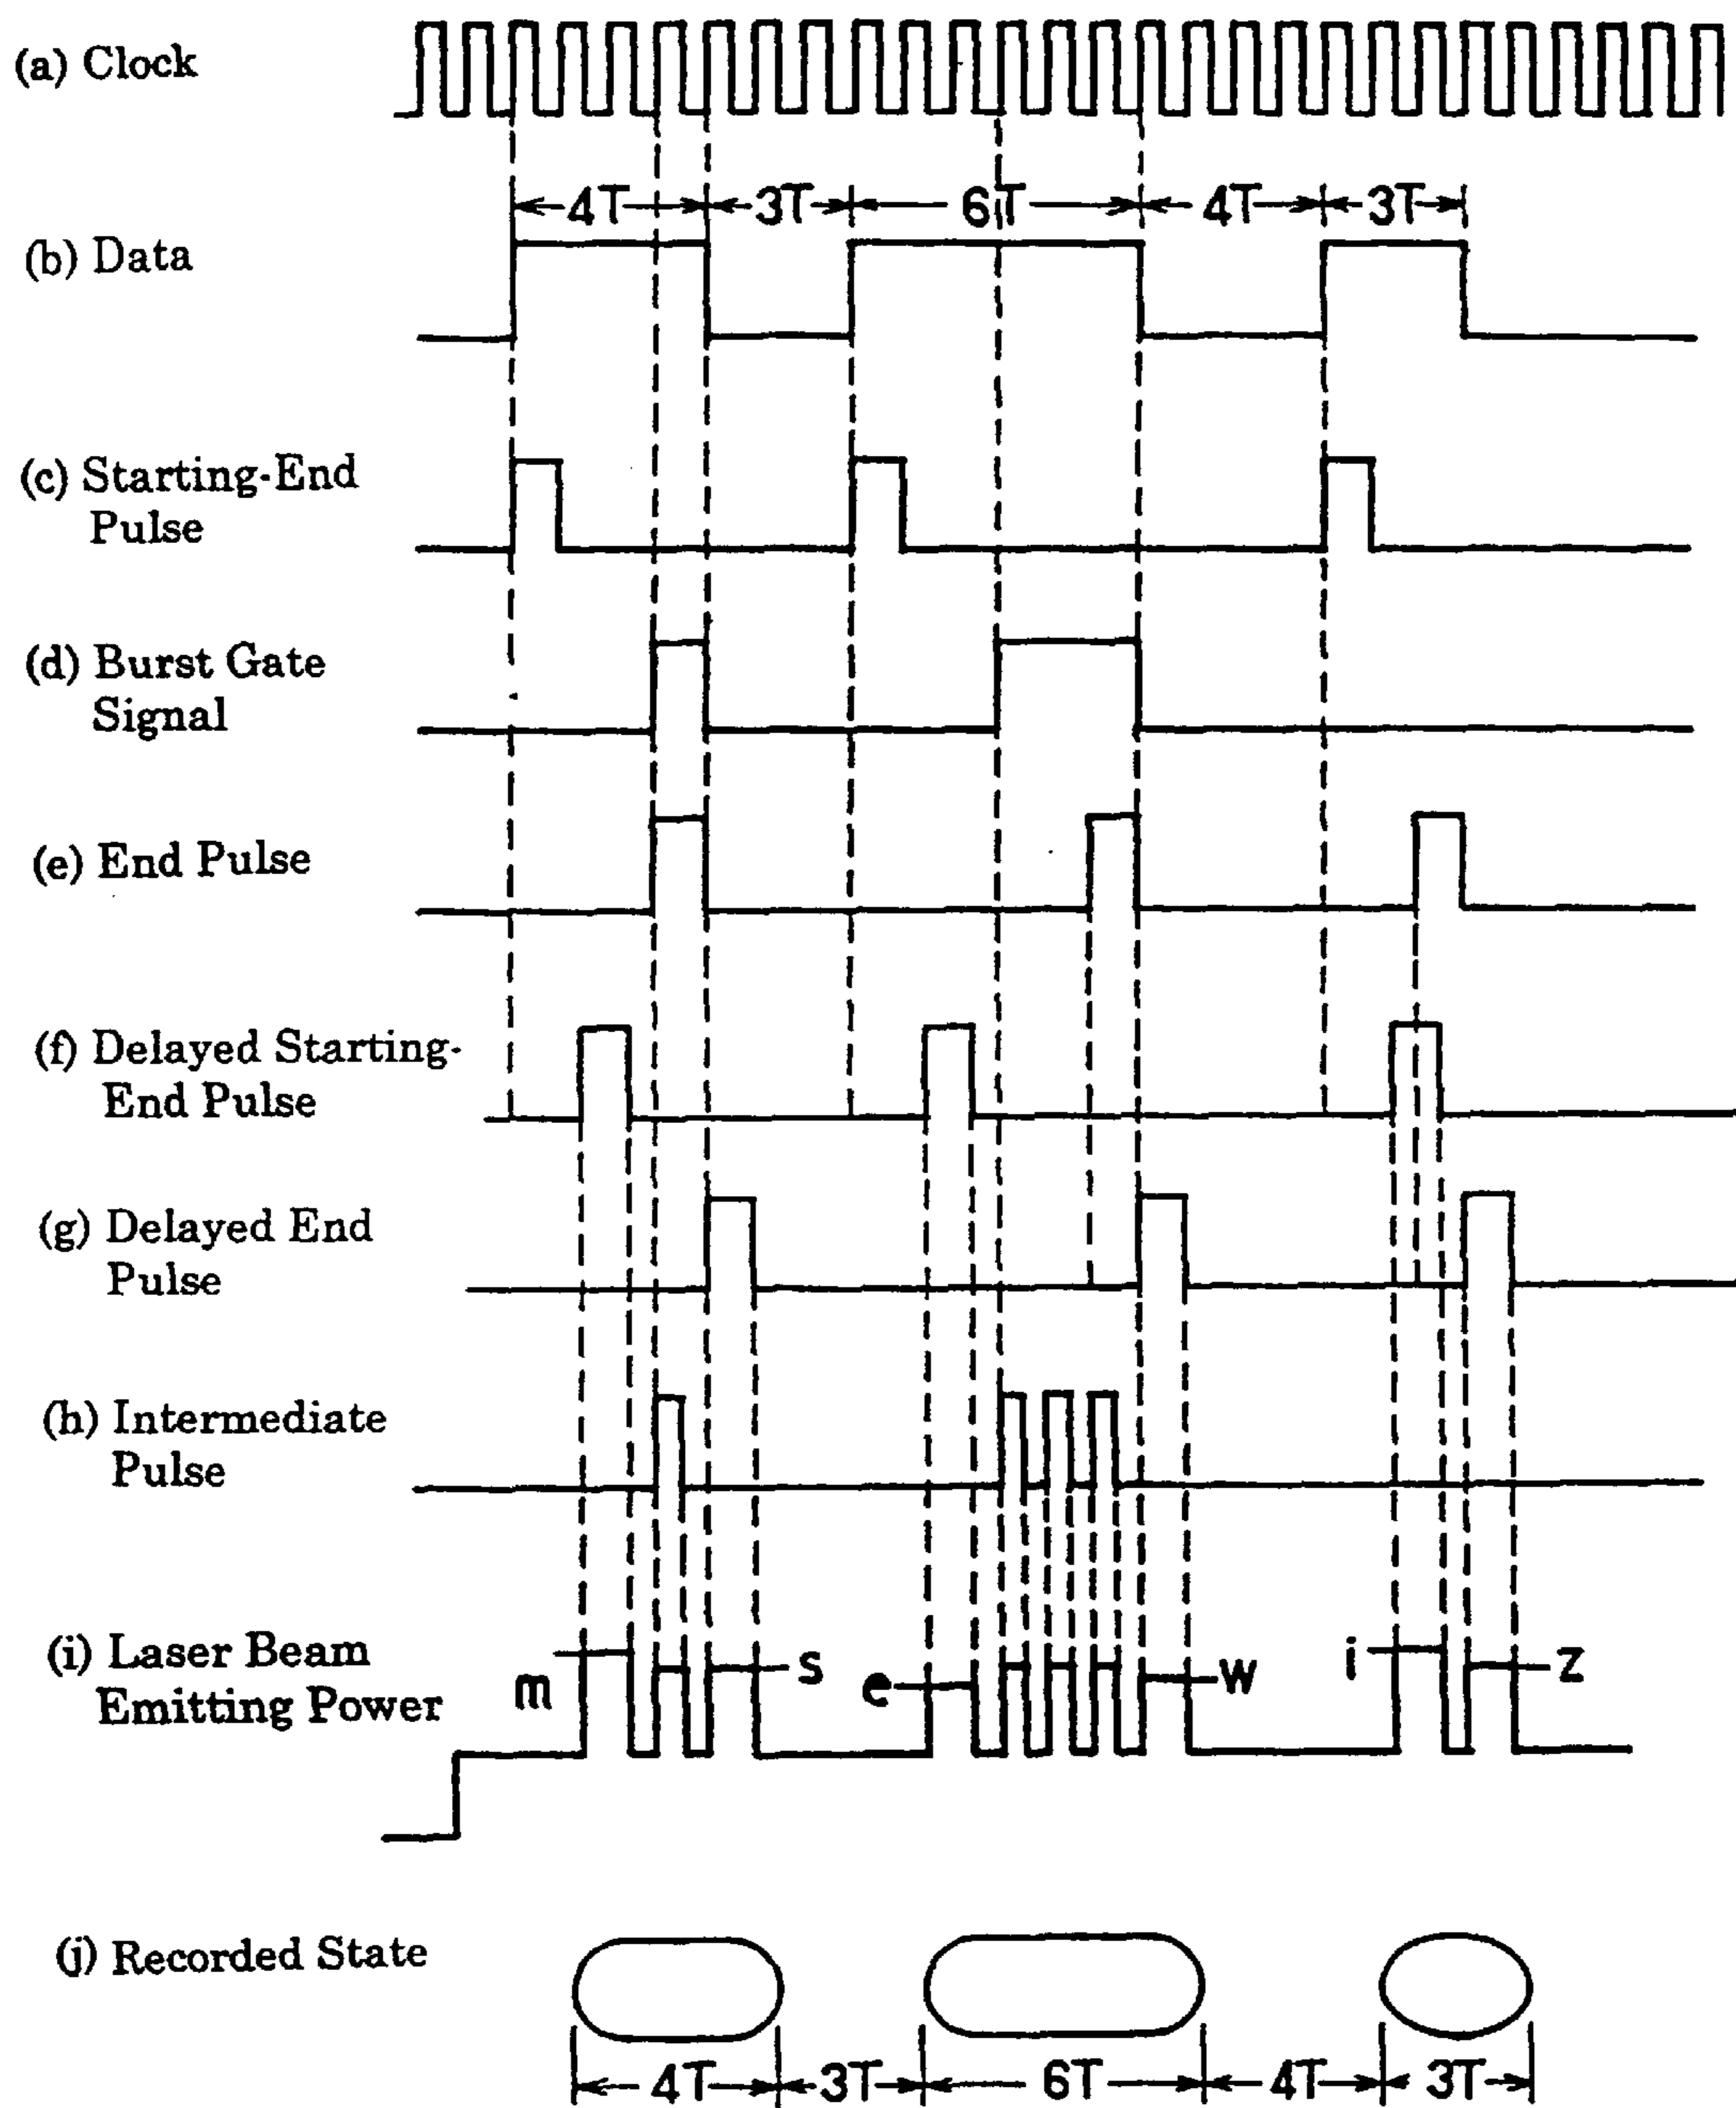 (a) Clock
4T 3T 6T 4T 3T
(b) Data
(c) Starting-End
Pulse
(d) Burst Gate
Signal
(e) End Pulse
(f) Delayed Starting-
End Pulse
(g) Delayed End
Pulse
(h) Intermediate
Pulse
(i) Laser Beam
Emitting Power
m s e w i z
(j) Recorded State
4T 3T 6T 4T 3T